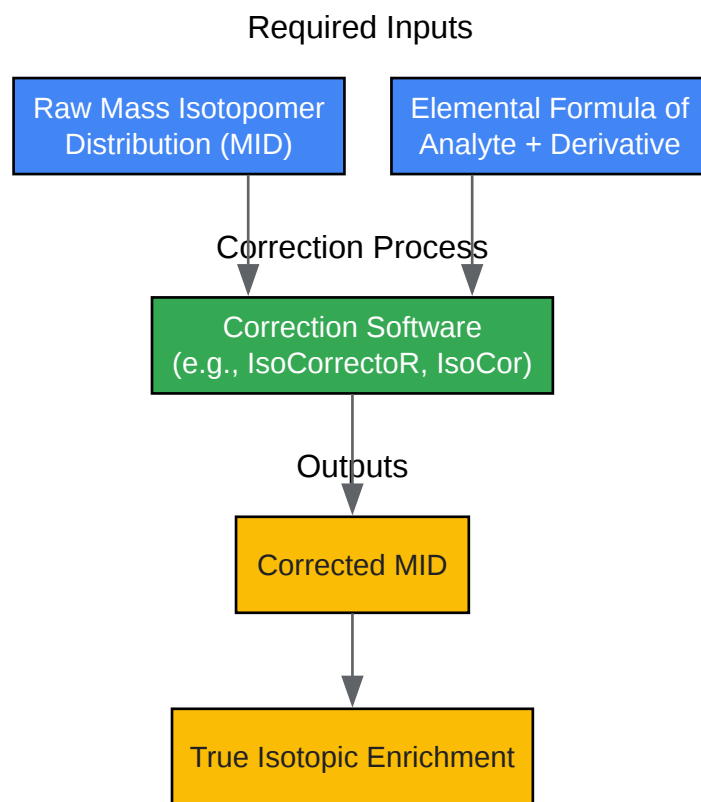 Required Inputs
Raw Mass Isotopomer
Distribution (MID)
Elemental Formula of
Analyte + Derivative
Correction Process
Correction Software
(e.g., IsoCorrectoR, IsoCor)
Outputs
Corrected MID
True Isotopic Enrichment